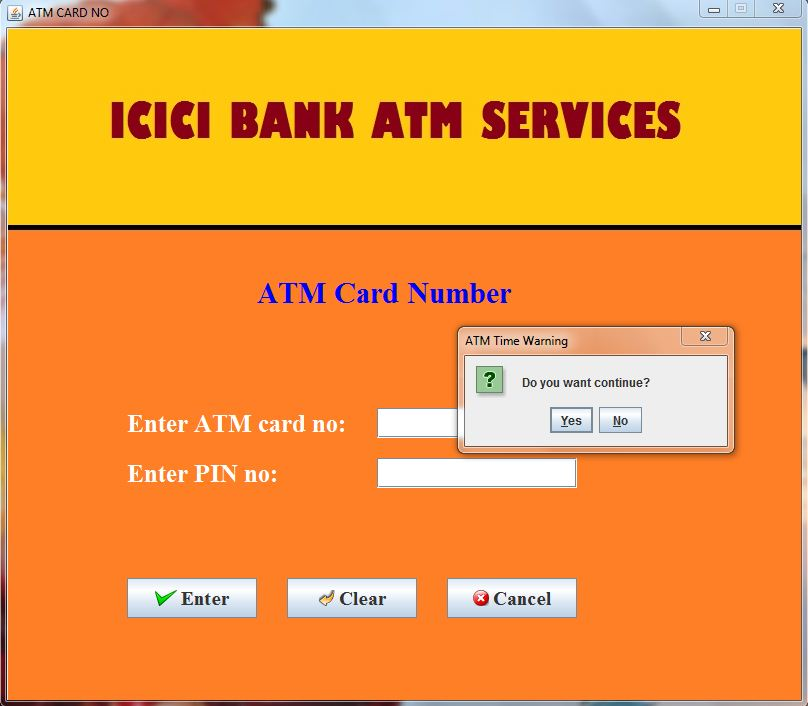 ATM CARD NO
ICICI BANK ATM SERVICES
ATM Card Number
ATM Time Warning
? Do you want continue?
Yes No
Enter ATM card no:
Enter PIN no:
Enter Clear Cancel